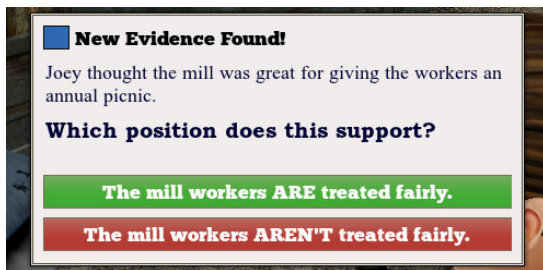 New Evidence Found!
Joey thought the mill was great for giving the workers an
annual picnic.
Which position does this support?
The mill workers ARE treated fairly.
The mill workers AREN'T treated fairly.